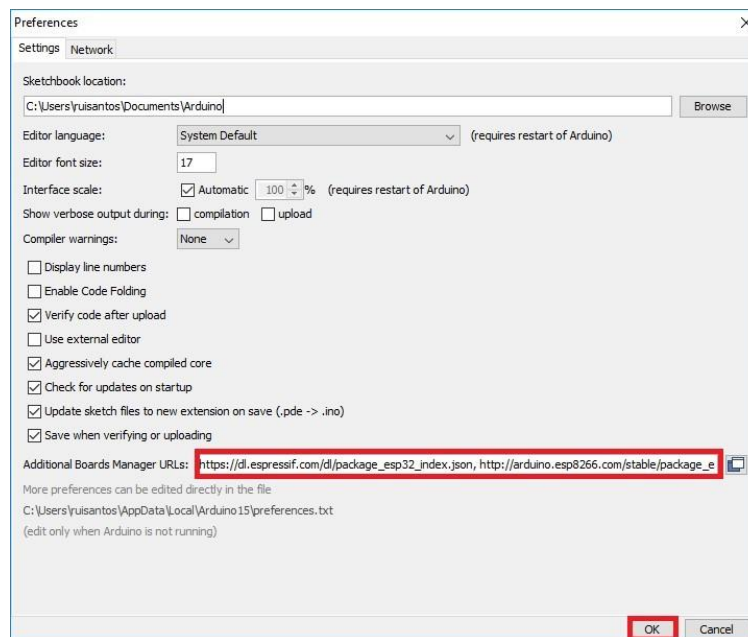 Preferences
Settings Network
Sketchbook location:
C:\Users\ruisantos\Documents\Arduino Browse
Editor language: System Default (requires restart of Arduino)
Editor font size: 17
Interface scale: Automatic 100 % (requires restart of Arduino)
Show verbose output during: compilation upload
Compiler warnings: None
Display line numbers
Enable Code Folding
Verify code after upload
Use external editor
Aggressively cache compiled core
Check for updates on startup
Update sketch files to new extension on save (.pde -> .ino)
Save when verifying or uploading
Additional Boards Manager URLs: https://dl.espressif.com/dl/package_esp32_index.json, http://arduino.esp8266.com/stable/package_e
More preferences can be edited directly in the file
C:\Users\ruisantos\AppData\Local\Arduino15\preferences.txt
(edit only when Arduino is not running)
OK Cancel